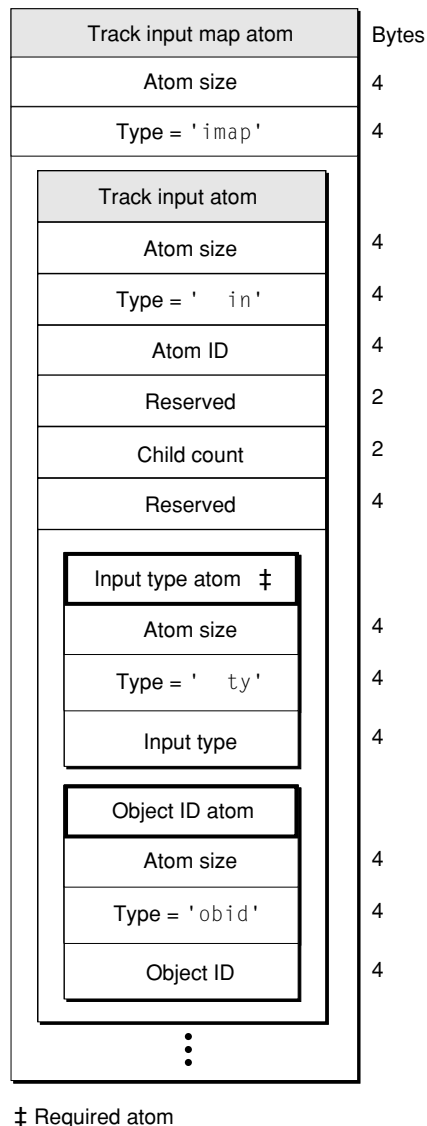 Track input map atom Bytes
Atom size 4
Type = 'imap' 4
Track input atom
Atom size 4
Type = '  in' 4
Atom ID 4
Reserved 2
Child count 2
Reserved 4
Input type atom ‡
Atom size 4
Type = '  ty' 4
Input type 4
Object ID atom
Atom size 4
Type = 'obid' 4
Object ID 4
‡ Required atom